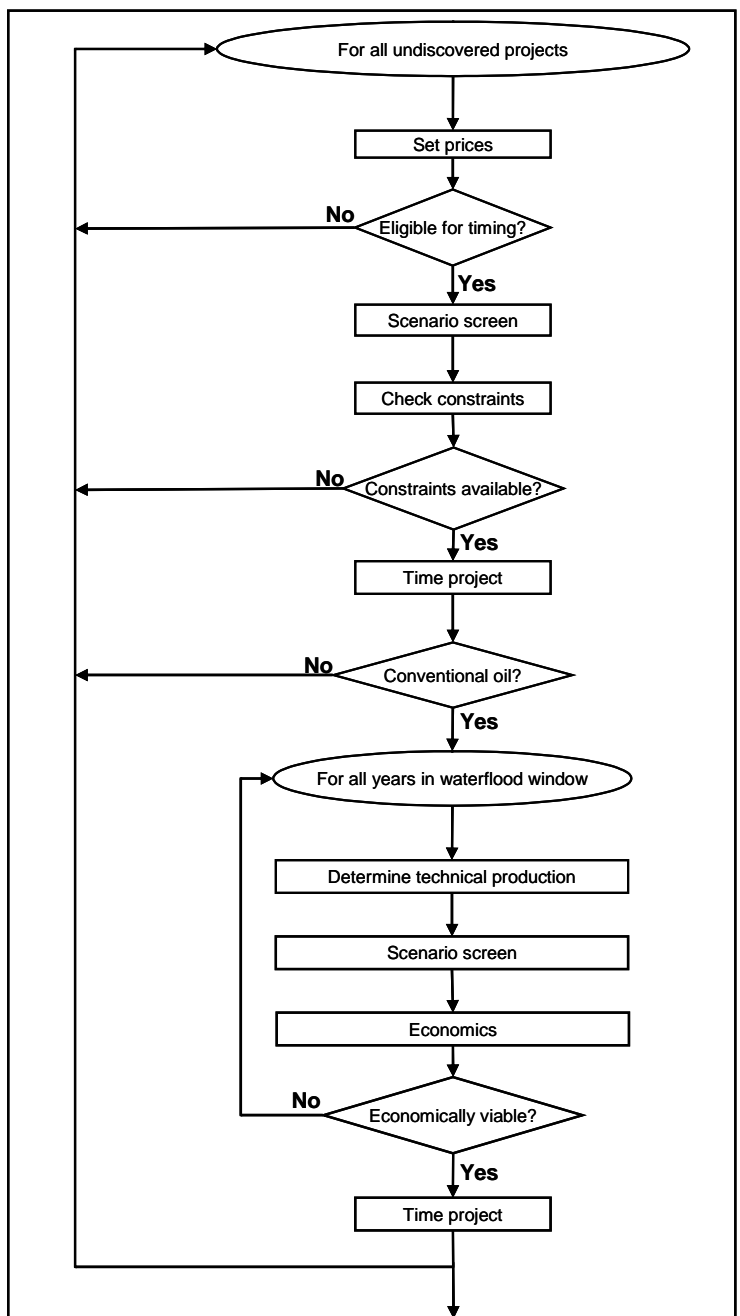 For all undiscovered projects
Set prices
No
Eligible for timing?
Yes
Scenario screen
Check constraints
No
Constraints available?
Yes
Time project
No
Conventional oil?
Yes
For all years in waterflood window
Determine technical production
Scenario screen
Economics
No
Economically viable?
Yes
Time project